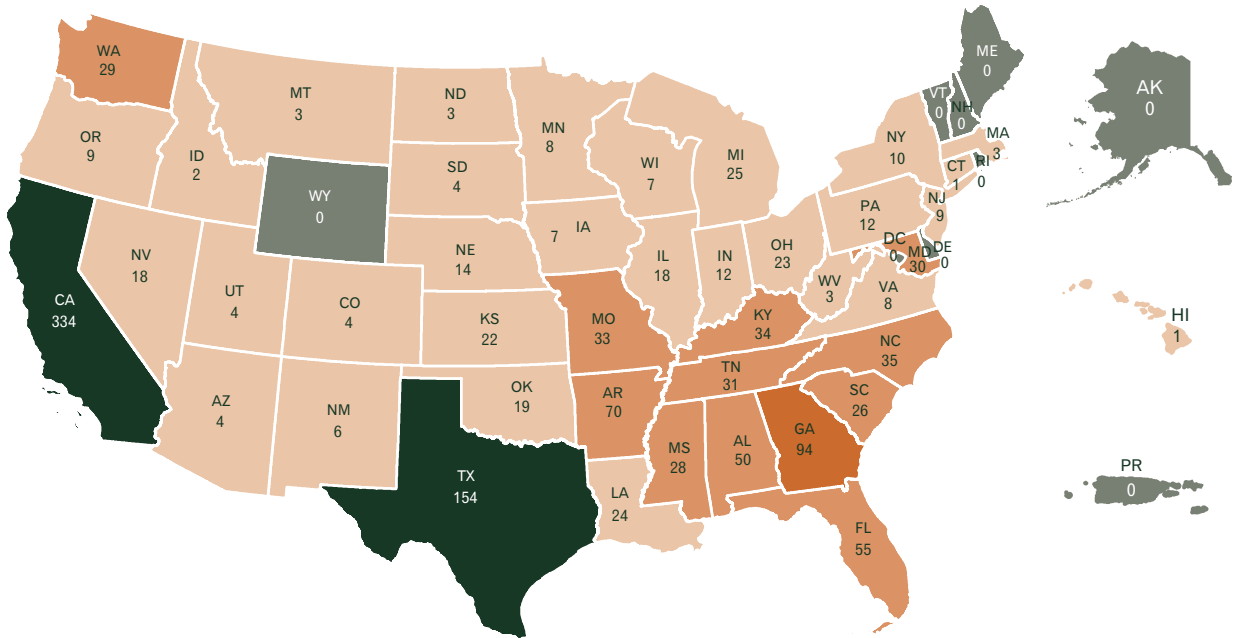 WA
29
ME
0
MT
3
ND
3
AK
0
VT
0
NH
0
OR
9
ID
2
MN
8
WI
7
MI
25
NY
10
MA
3
SD
4
CT
1
RI
0
WY
0
NJ
9
PA
12
IA
7
NE
14
NV
18
UT
4
CO
4
IL
18
IN
12
OH
23
DC
0
MD
30
DE
0
WV
3
VA
8
CA
334
KS
22
MO
33
KY
34
HI
1
NC
35
TN
31
AZ
4
NM
6
OK
19
AR
70
SC
26
MS
28
AL
50
GA
94
TX
154
LA
24
FL
55
PR
0